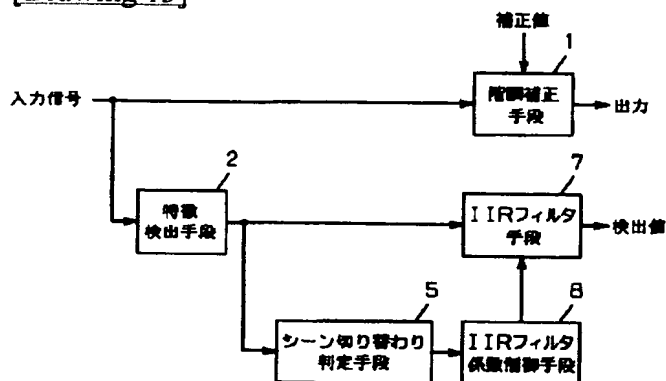 補正値
1
入力信号
階調補正
手段
出力
2
7
特徴
検出手段
IIRフィルタ
手段
検出値
5
8
シーン切り替わり
判定手段
IIRフィルタ
係数制御手段